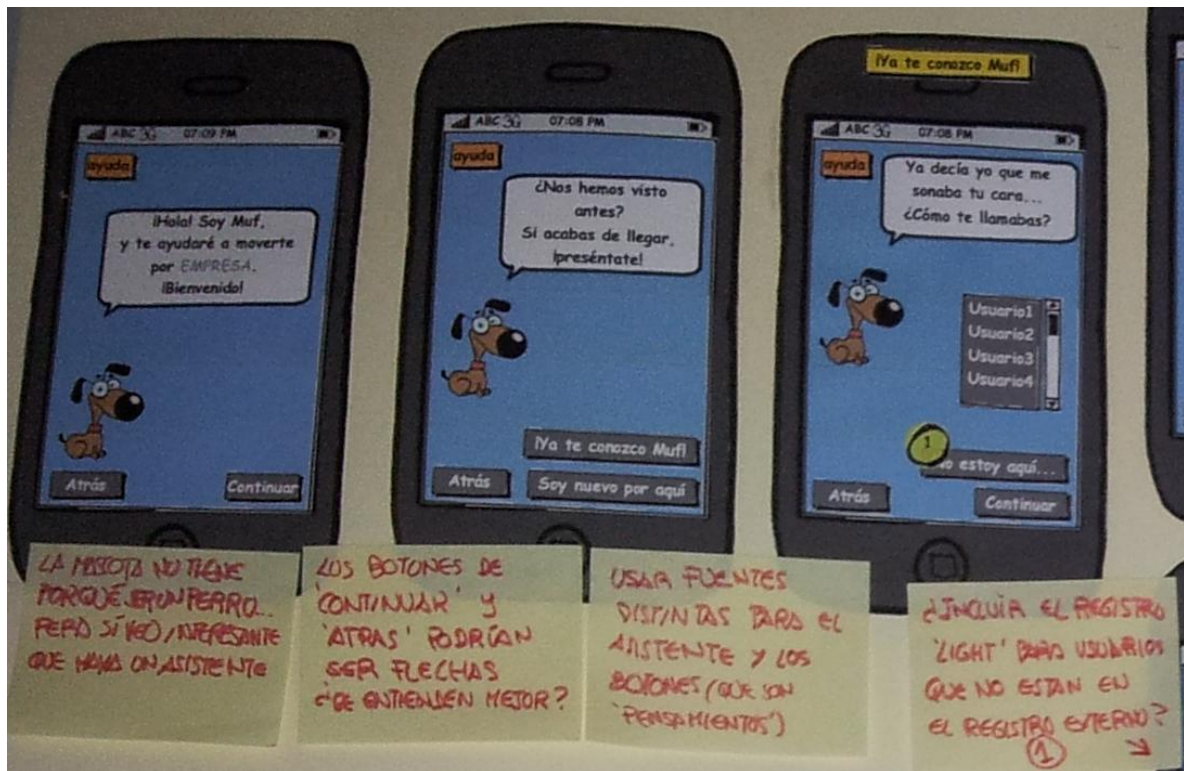 ABC 3G 07:09 PM
ayuda
¡Hola! Soy Muf,
y te ayudaré a moverte
por EMPRESA.
¡Bienvenido!
Atrás
Continuar
ABC 3G 07:08 PM
ayuda
¿Nos hemos visto
antes?
Si acabas de llegar,
¡preséntate!
¡Ya te conozco Muf!
Atrás
Soy nuevo por aquí
¡Ya te conozco Muf!
ABC 3G 07:08 PM
ayuda
Ya decía yo que me
sonaba tu cara...
¿Cómo te llamabas?
Usuario1
Usuario2
Usuario3
Usuario4
1
No estoy aquí...
Atrás
Continuar
LA MASCOTA NO TIENE
PORQUÉ SER UN PERRO...
PERO SÍ VEO INTERESANTE
QUE HAYA UN ASISTENTE
LOS BOTONES DE
'CONTINUAR' Y
'ATRAS' PODRÍAN
SER FLECHAS
¿SE ENTIENDEN MEJOR?
USAR FUENTES
DISTINTAS PARA EL
ASISTENTE Y LOS
BOTONES (QUE SON
'PENSAMIENTOS')
¿INCLUIR EL REGISTRO
'LIGHT' PARA USUARIOS
QUE NO ESTAN EN
EL REGISTRO EXTERNO?
1